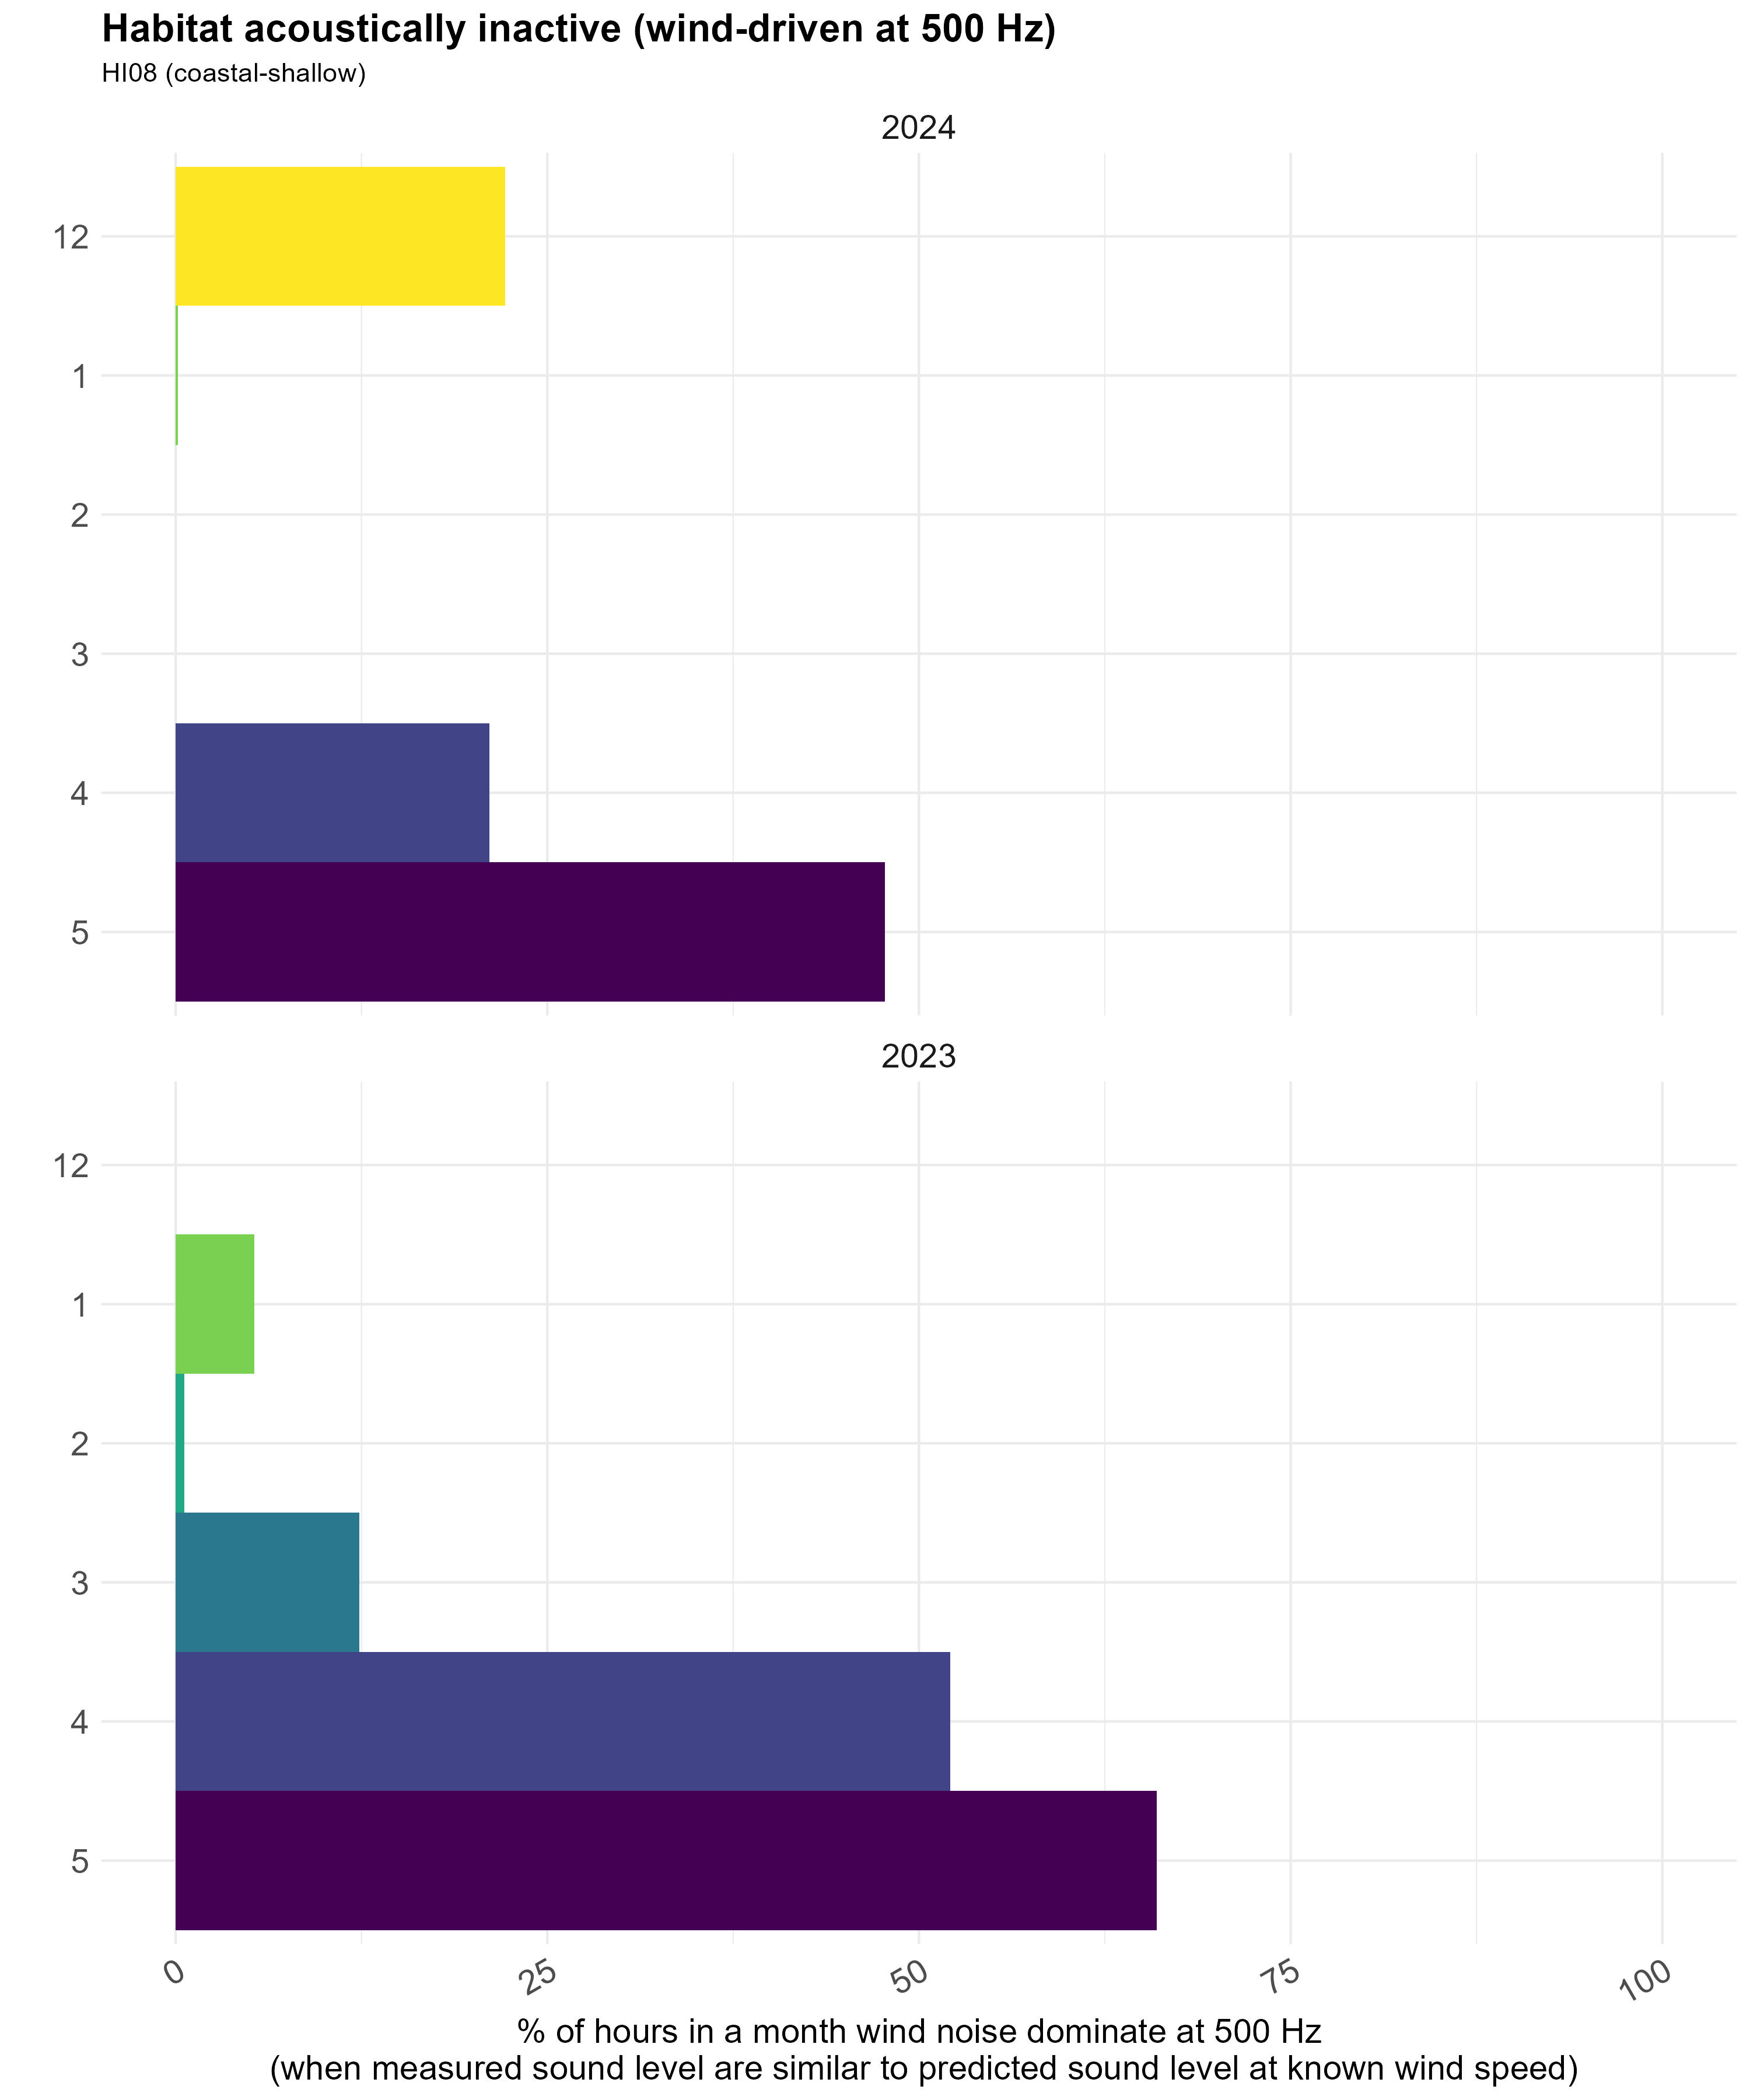 Habitat acoustically inactive (wind-driven at 500 Hz)
HI08 (coastal-shallow)
2024
12
1
2
3
4
5
2023
12
1
2
3
4
5
0 25 50 75 100
% of hours in a month wind noise dominate at 500 Hz
(when measured sound level are similar to predicted sound level at known wind speed)